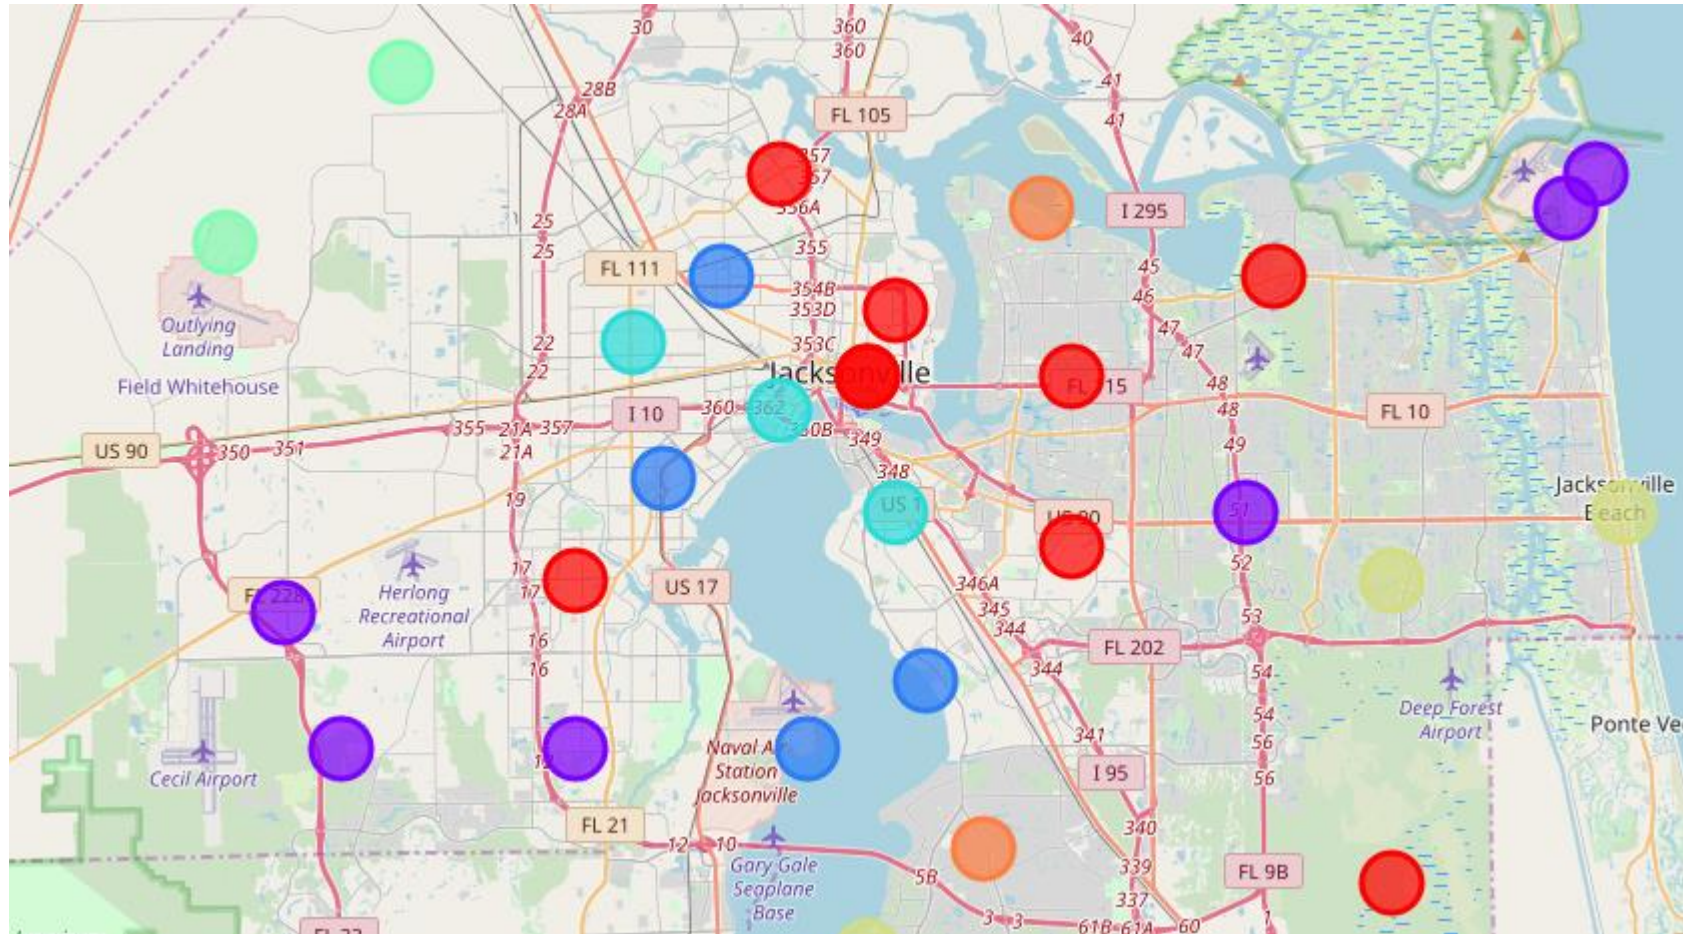 30
360
360
40
28B
28A
41
41
FL 105
357
357
356A
I 295
25
25
355
45
FL 111
354B
46
353D
Outlying
Landing
47
353C
47
22
22
Jacksonville
Field Whitehouse
FL 15
48
48
360
362
I 10
FL 10
355
21A
357
350B
349
US 90
350
351
21A
49
348
19
US 1
51
Jacksonville
Beach
US 90
17
17
52
346A
US 17
FL 228
Herlong
Recreational
Airport
345
344
53
16
16
FL 202
344
54
Deep Forest
Airport
54
Ponte Ve
341
56
56
Naval Air
Station
Jacksonville
Cecil Airport
I 95
FL 21
340
12
10
Gary Gale
Seaplane
Base
339
FL 9B
5B
337
3
3
61B
61A
60
1